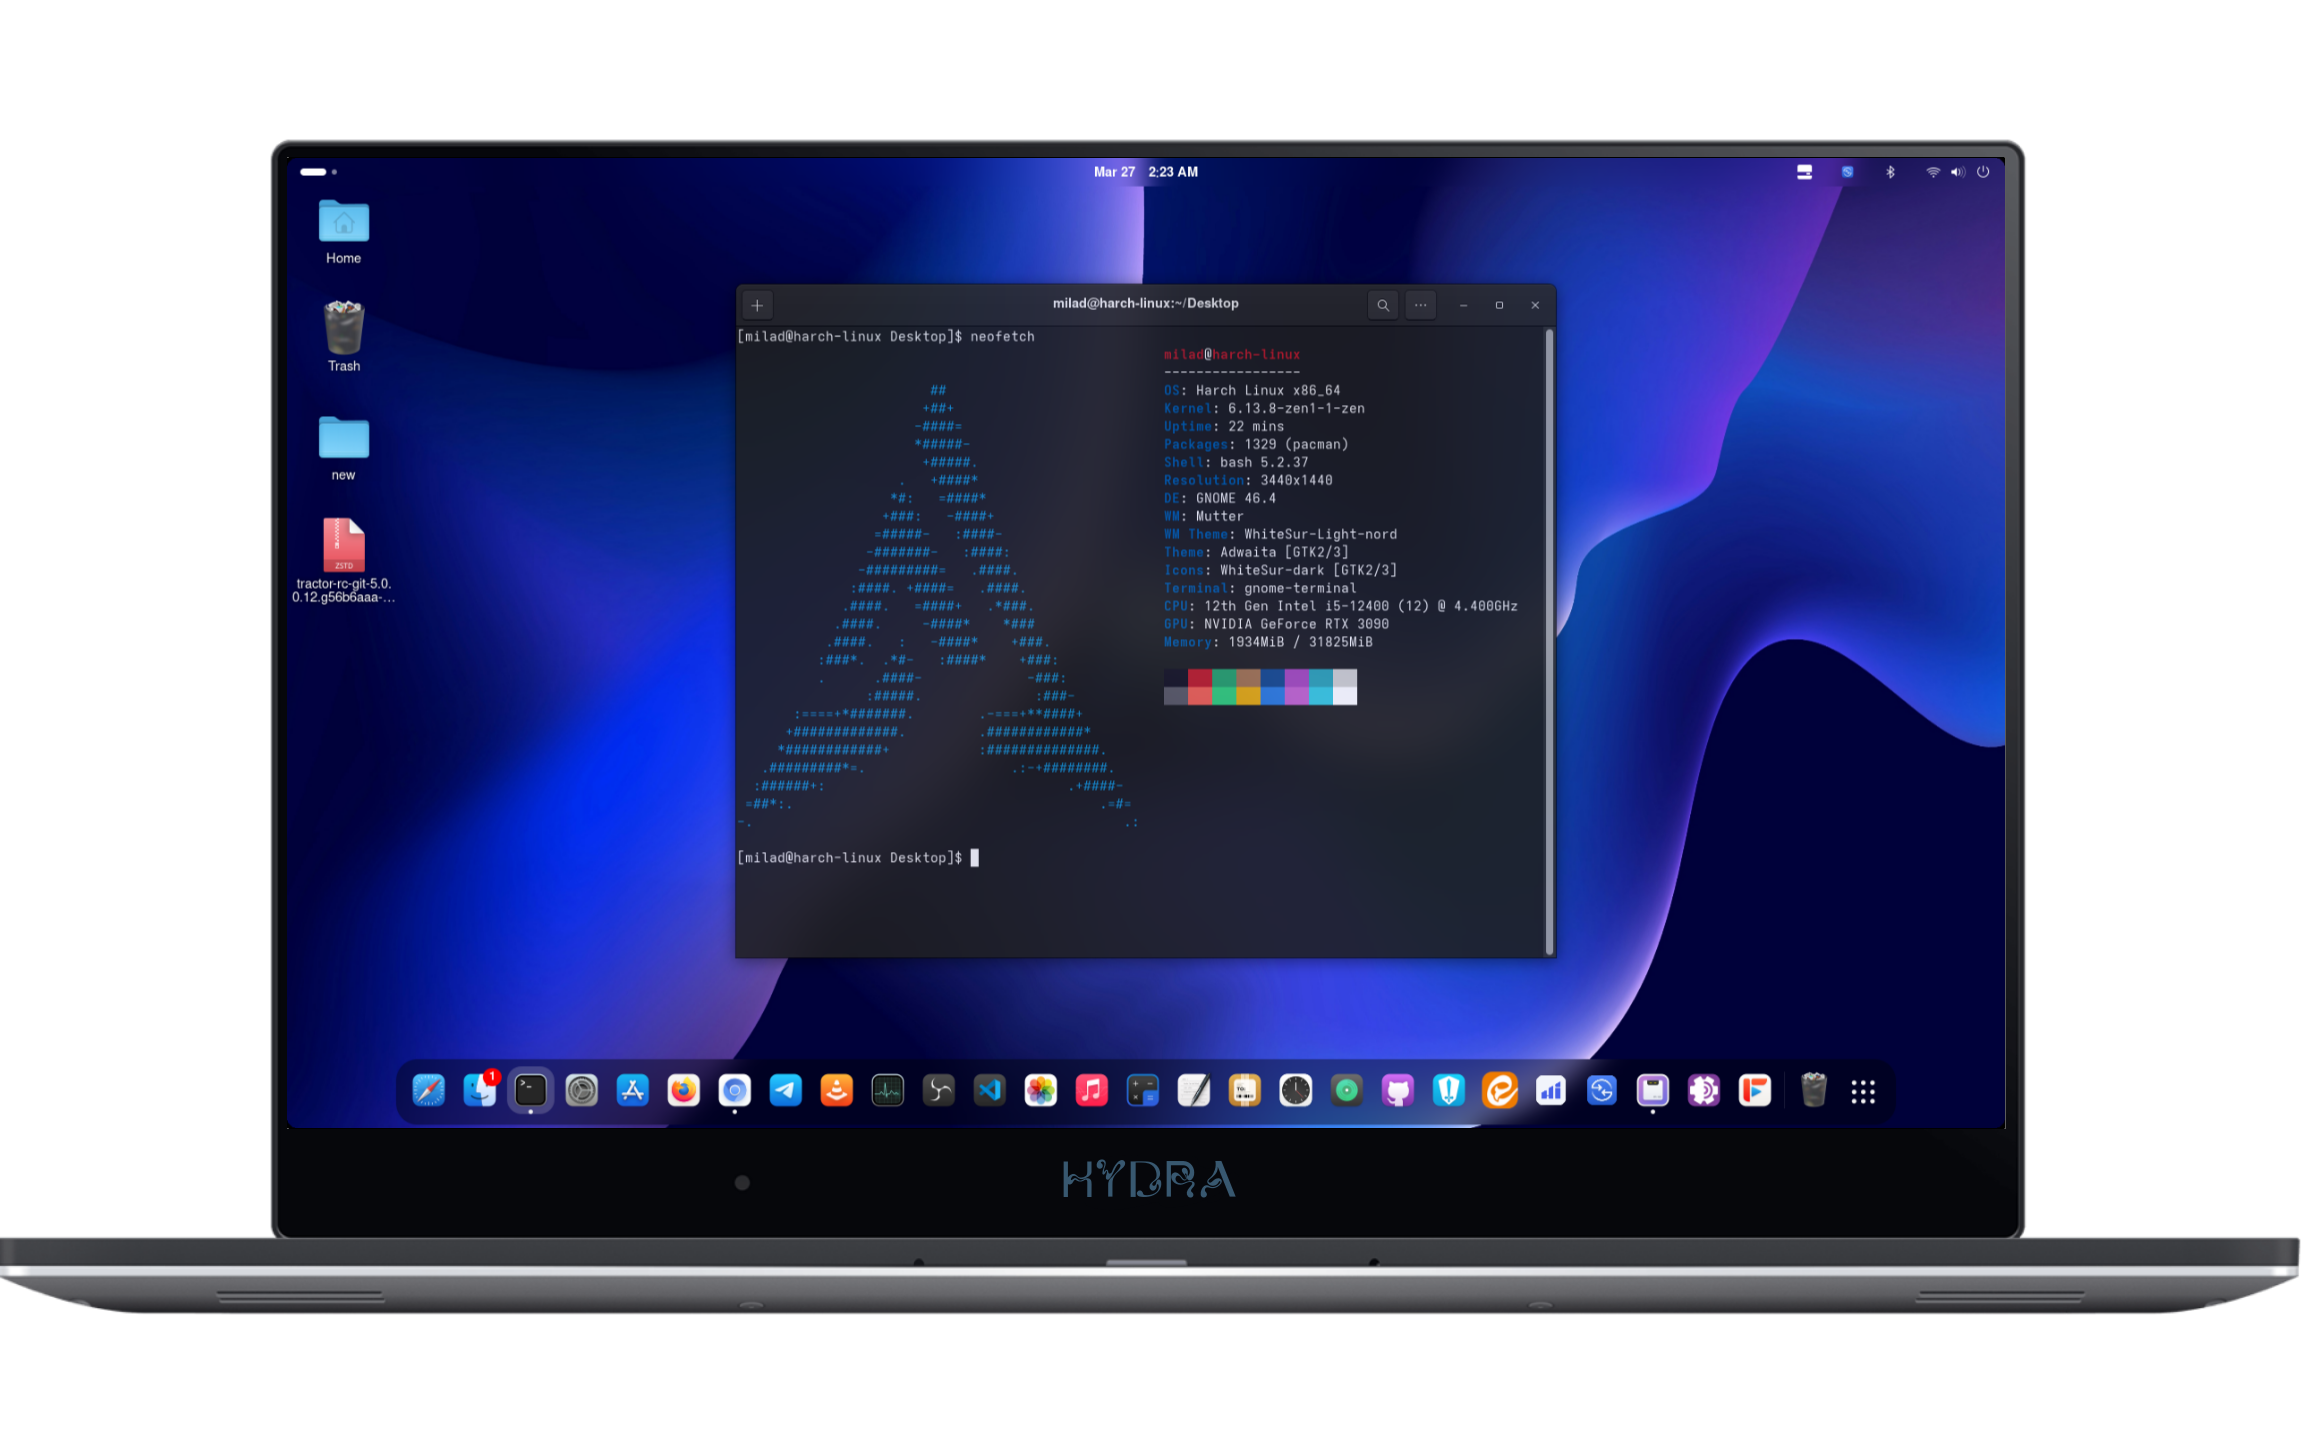 Mar 27 2:23 AM
Home
Trash
new
ZSTD
tractor-rc-git-5.0.
0.12.g56b6aaa-...
milad@harch-linux:~/Desktop
[milad@harch-linux Desktop]$ neofetch
milad@harch-linux
-----------------
OS: Harch Linux x86_64
Kernel: 6.13.8-zen1-1-zen
Uptime: 22 mins
Packages: 1329 (pacman)
Shell: bash 5.2.37
Resolution: 3440x1440
DE: GNOME 46.4
WM: Mutter
WM Theme: WhiteSur-Light-nord
Theme: Adwaita [GTK2/3]
Icons: WhiteSur-dark [GTK2/3]
Terminal: gnome-terminal
CPU: 12th Gen Intel i5-12400 (12) @ 4.400GHz
GPU: NVIDIA GeForce RTX 3090
Memory: 1934MiB / 31825MiB
[milad@harch-linux Desktop]$
1
HYDRA